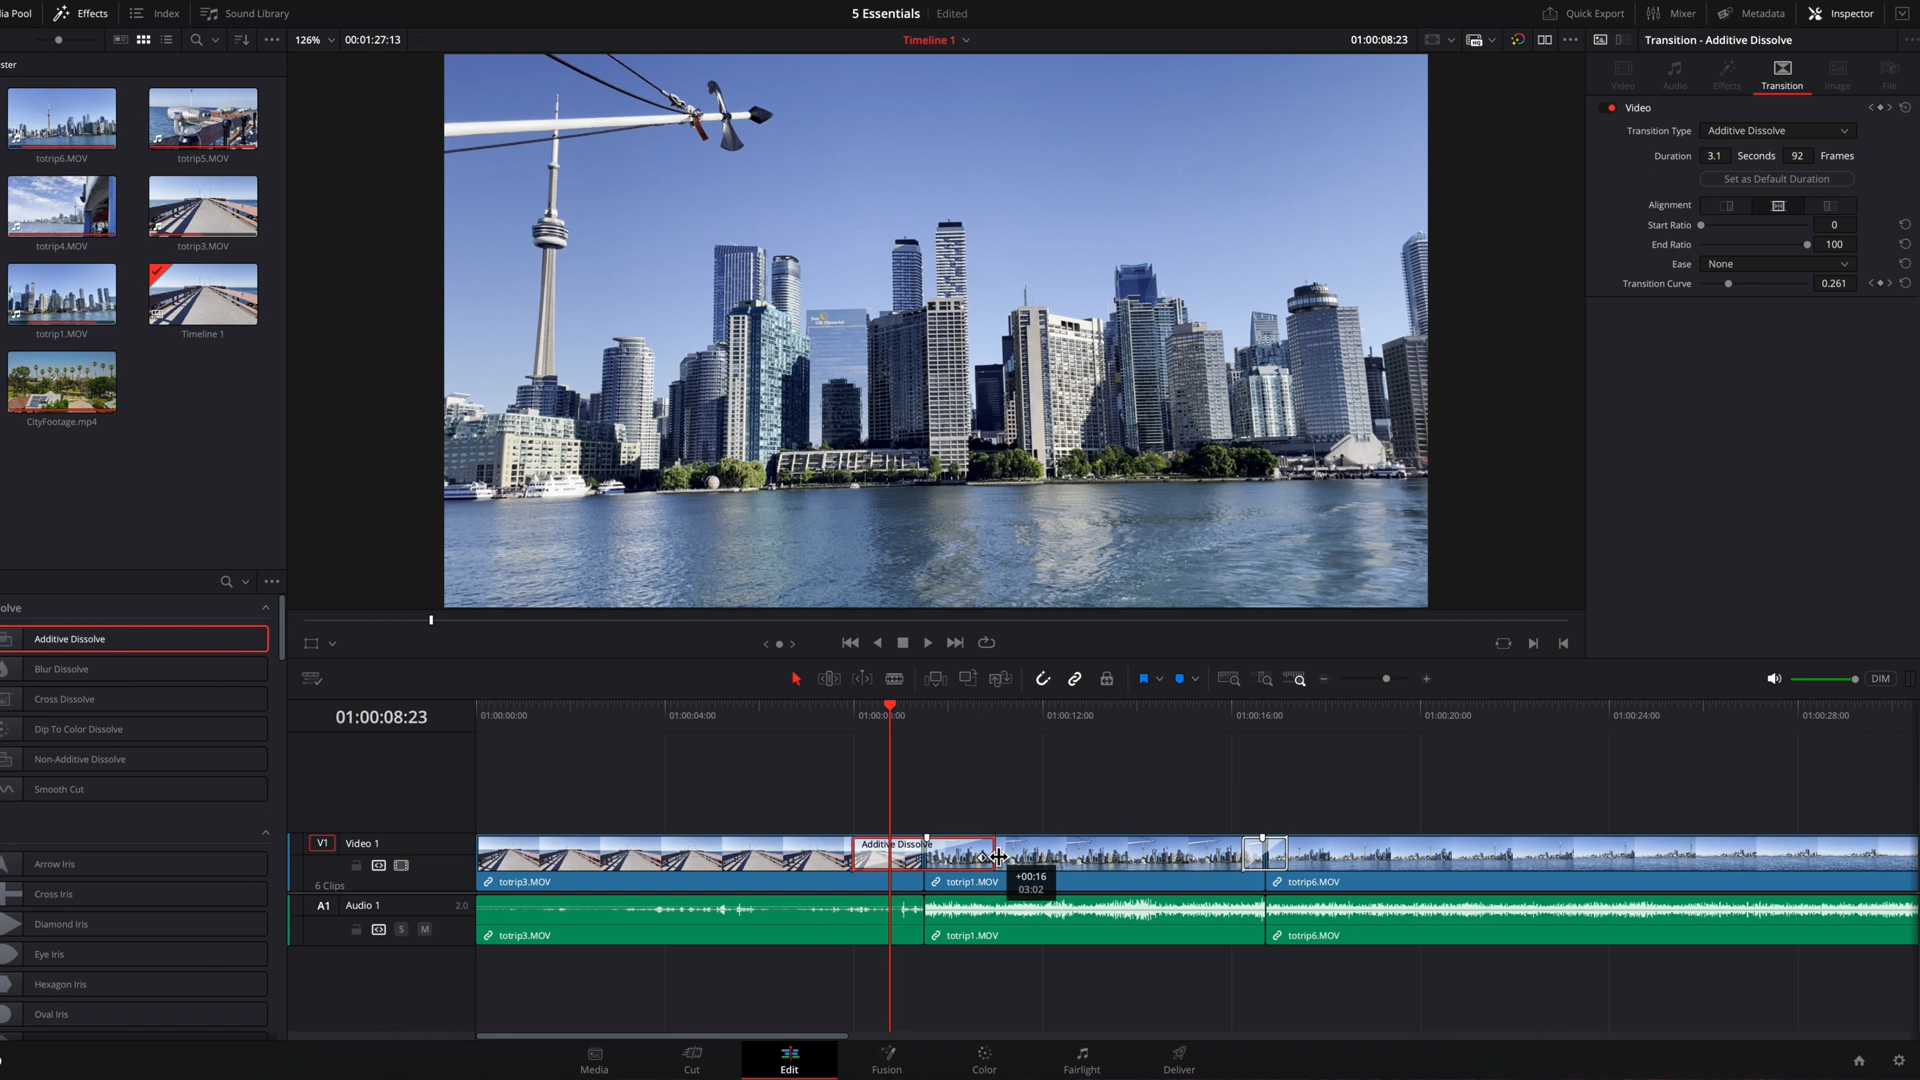 ia Pool Effects Index Sound Library 5 Essentials Edited Quick Export Mixer Metadata Inspector
126% 00:01:27:13 Timeline 1 01:00:08:23 Transition - Additive Dissolve
ster
Video Audio Effects Transition Image File
Video
Transition Type Additive Dissolve
Duration 3.1 Seconds 92 Frames
Set as Default Duration
Alignment
Start Ratio 0
End Ratio 100
Ease None
Transition Curve 0.261
totrip6.MOV totrip5.MOV
totrip4.MOV totrip3.MOV
totrip1.MOV Timeline 1
CityFootage.mp4
Sun
Life Financial
olve
Additive Dissolve
Blur Dissolve
Cross Dissolve
Dip To Color Dissolve
Non-Additive Dissolve
Smooth Cut
Arrow Iris
Cross Iris
Diamond Iris
Eye Iris
Hexagon Iris
Oval Iris
DIM
01:00:08:23
01:00:00:00 01:00:04:00 01:00:08:00 01:00:12:00 01:00:16:00 01:00:20:00 01:00:24:00 01:00:28:00
V1 Video 1
6 Clips
Additive Dissolve
totrip3.MOV totrip1.MOV totrip6.MOV
+00:16
03:02
A1 Audio 1 2.0
S M
totrip3.MOV totrip1.MOV totrip6.MOV
Media Cut Edit Fusion Color Fairlight Deliver